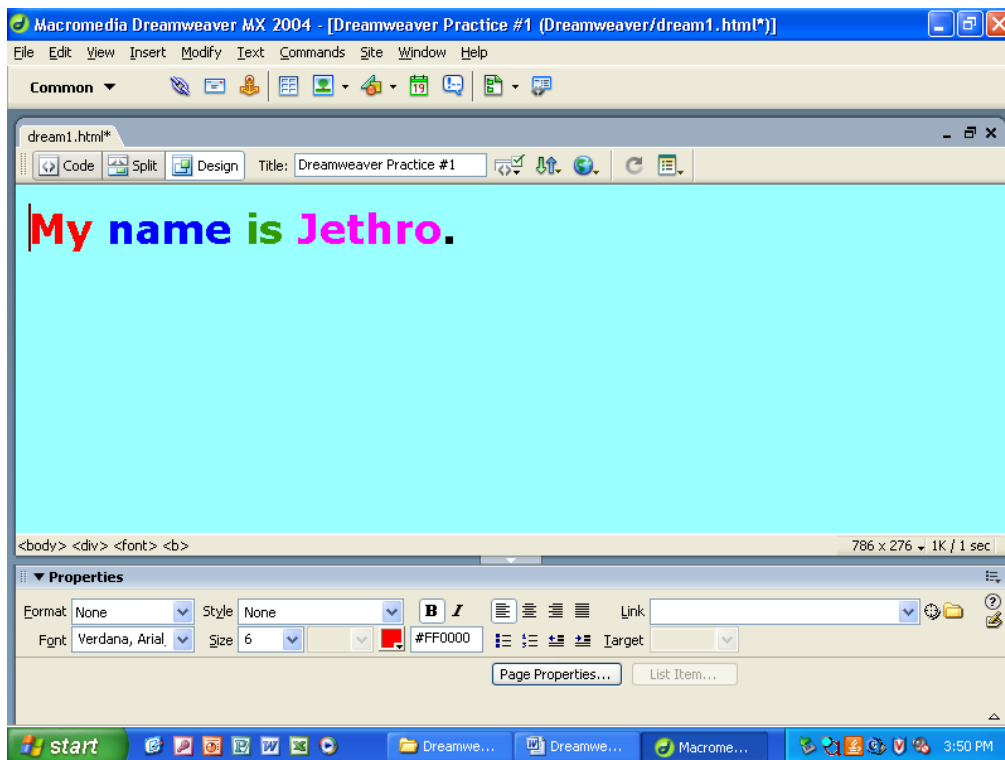 Macromedia Dreamweaver MX 2004 - [Dreamweaver Practice #1 (Dreamweaver/dream1.html*)]
File Edit View Insert Modify Text Commands Site Window Help
Common
19
dream1.html*
Code Split Design Title: Dreamweaver Practice #1
My name is Jethro.
<body> <div> <font> <b> 786 x 276 1K / 1 sec
Properties
Format None Style None B I Link
Font Verdana, Arial, Size 6 #FF0000 Target
Page Properties... List Item...
start Dreamwe... Dreamwe... Macrome... 3:50 PM